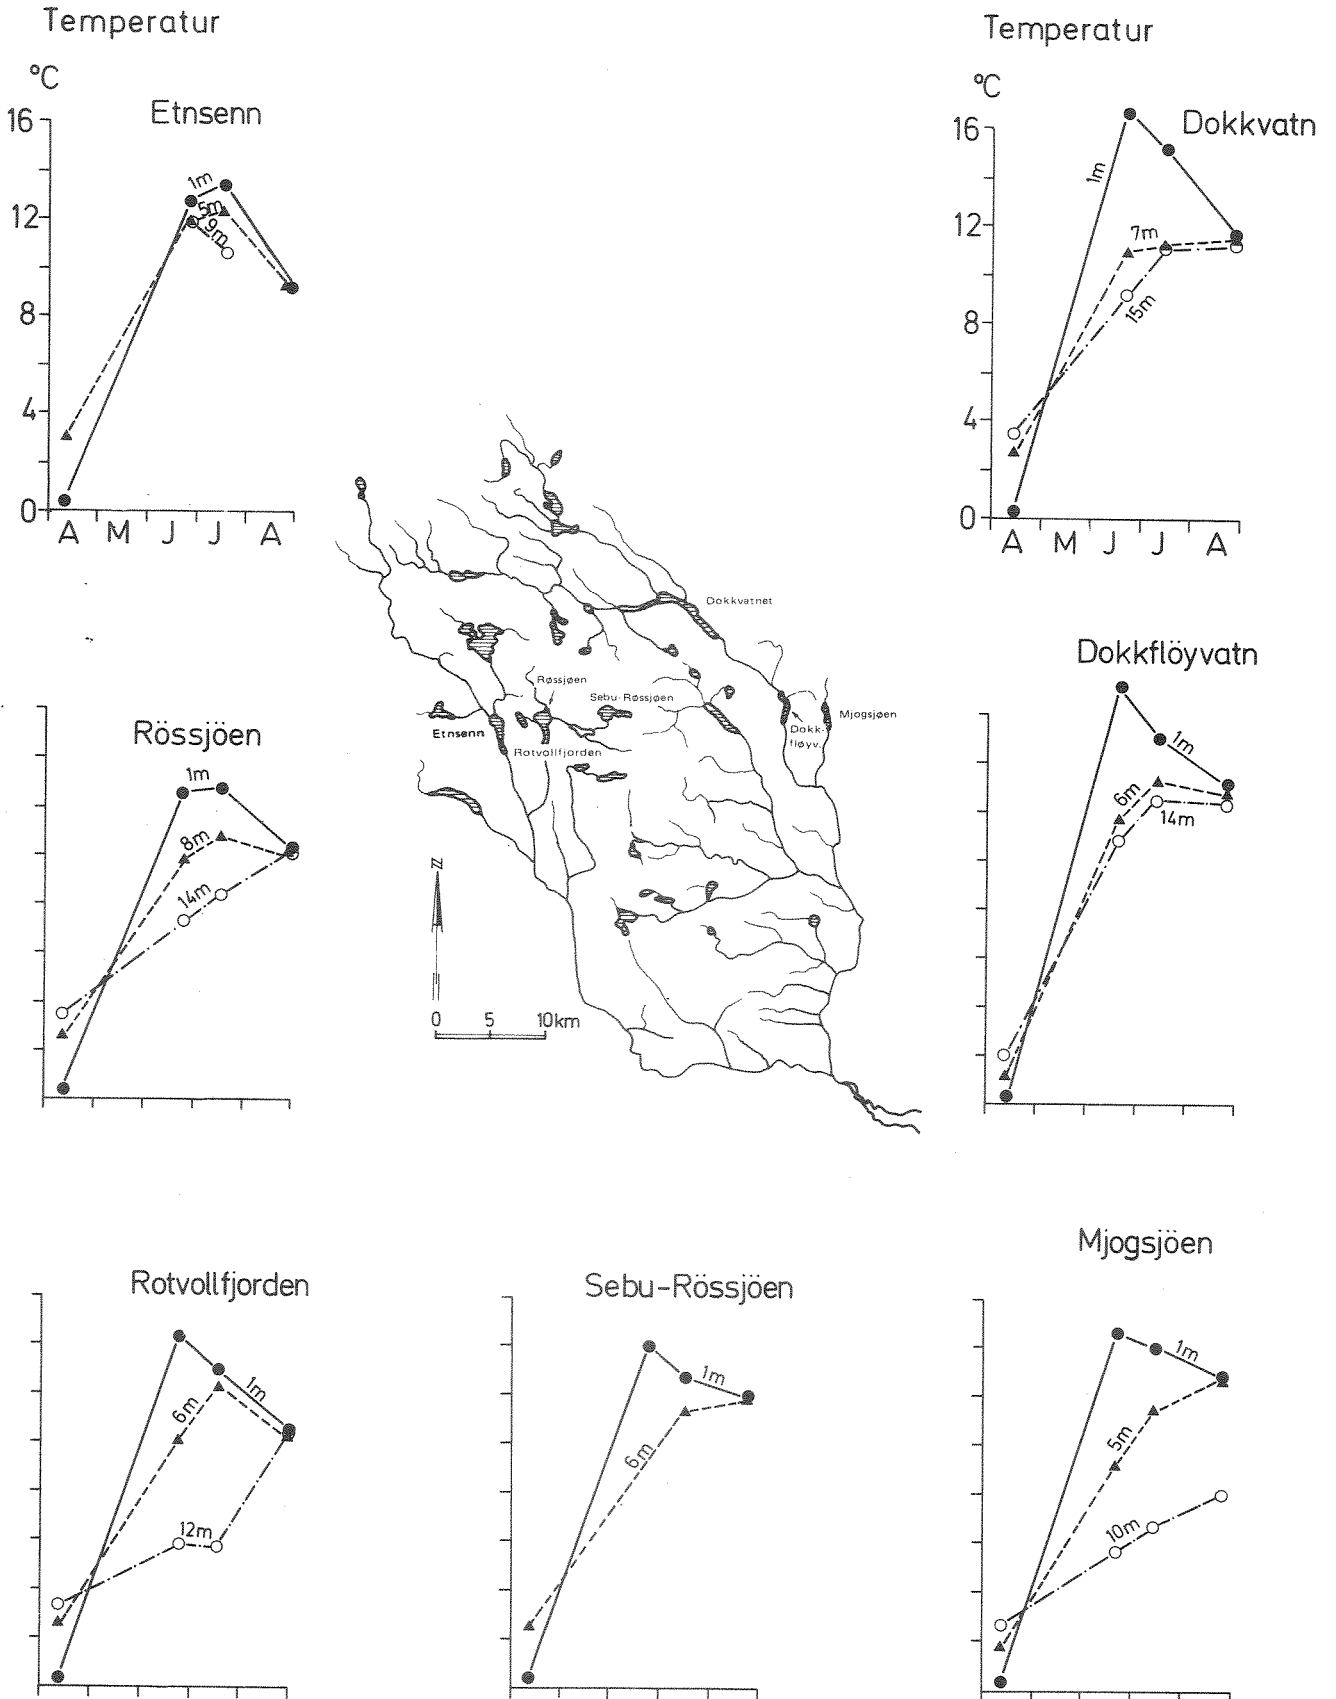 Temperatur
°C
Etnsenn
16
12
8
4
0
1m
5m
9m
A M J J A
Temperatur
°C
Dokkvatn
16
12
8
4
0
1m
7m
15m
A M J J A
Rössjöen
1m
8m
14m
Dokkvatnet
Røssjøen
Sebu-Røssjøen
Etnsenn
Rotvollfjorden
Dokk-
fløyv.
Mjogsjøen
N
0 5 10km
Dokkflöyvatn
1m
6m
14m
Rotvollfjorden
1m
6m
12m
Sebu-Rössjöen
1m
6m
Mjogsjöen
1m
5m
10m